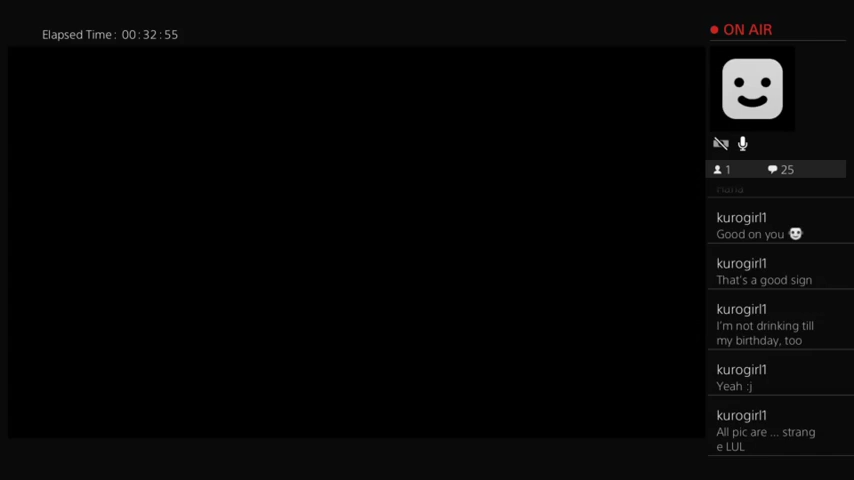 Elapsed Time: 00:32:55
ON AIR
1 25
kurogirl1
Good on you
kurogirl1
That's a good sign
kurogirl1
I'm not drinking till
my birthday, too
kurogirl1
Yeah :j
kurogirl1
All pic are ... strang
e LUL